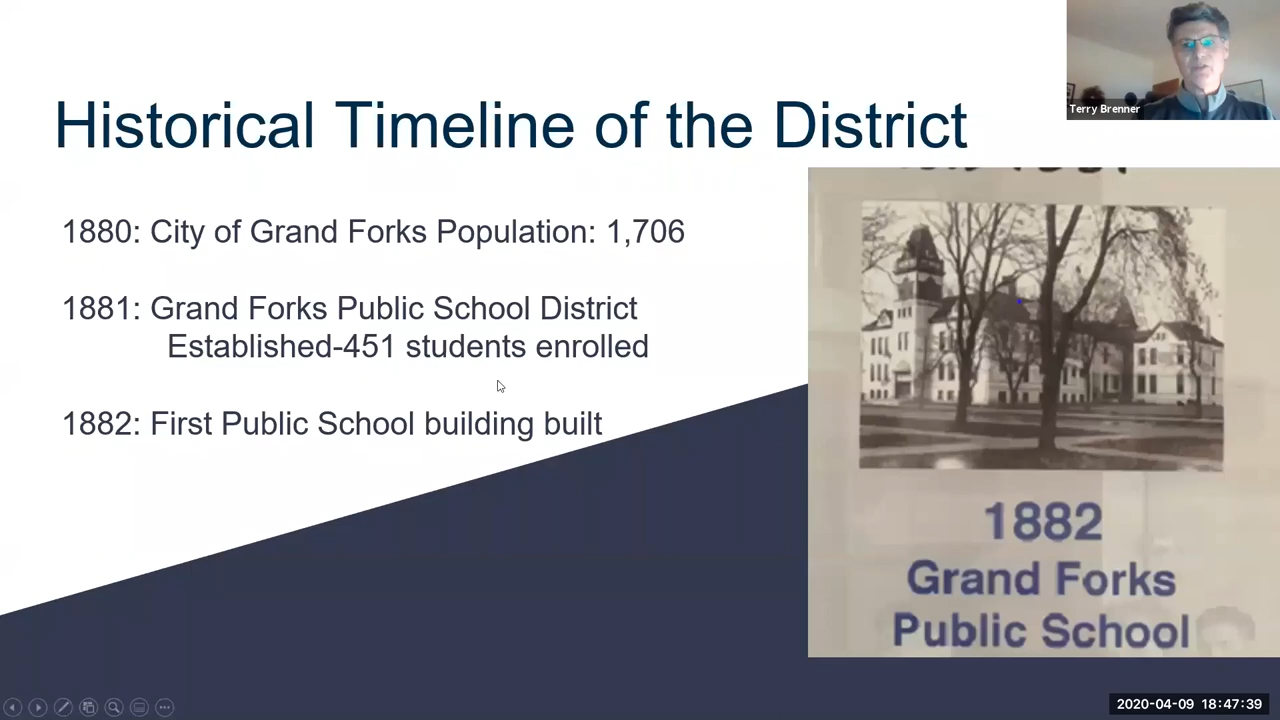 Historical Timeline of the District
1880: City of Grand Forks Population: 1,706
1881: Grand Forks Public School District
Established-451 students enrolled
1882: First Public School building built
Terry Brenner
1882
Grand Forks
Public School
2020-04-09 18:47:39